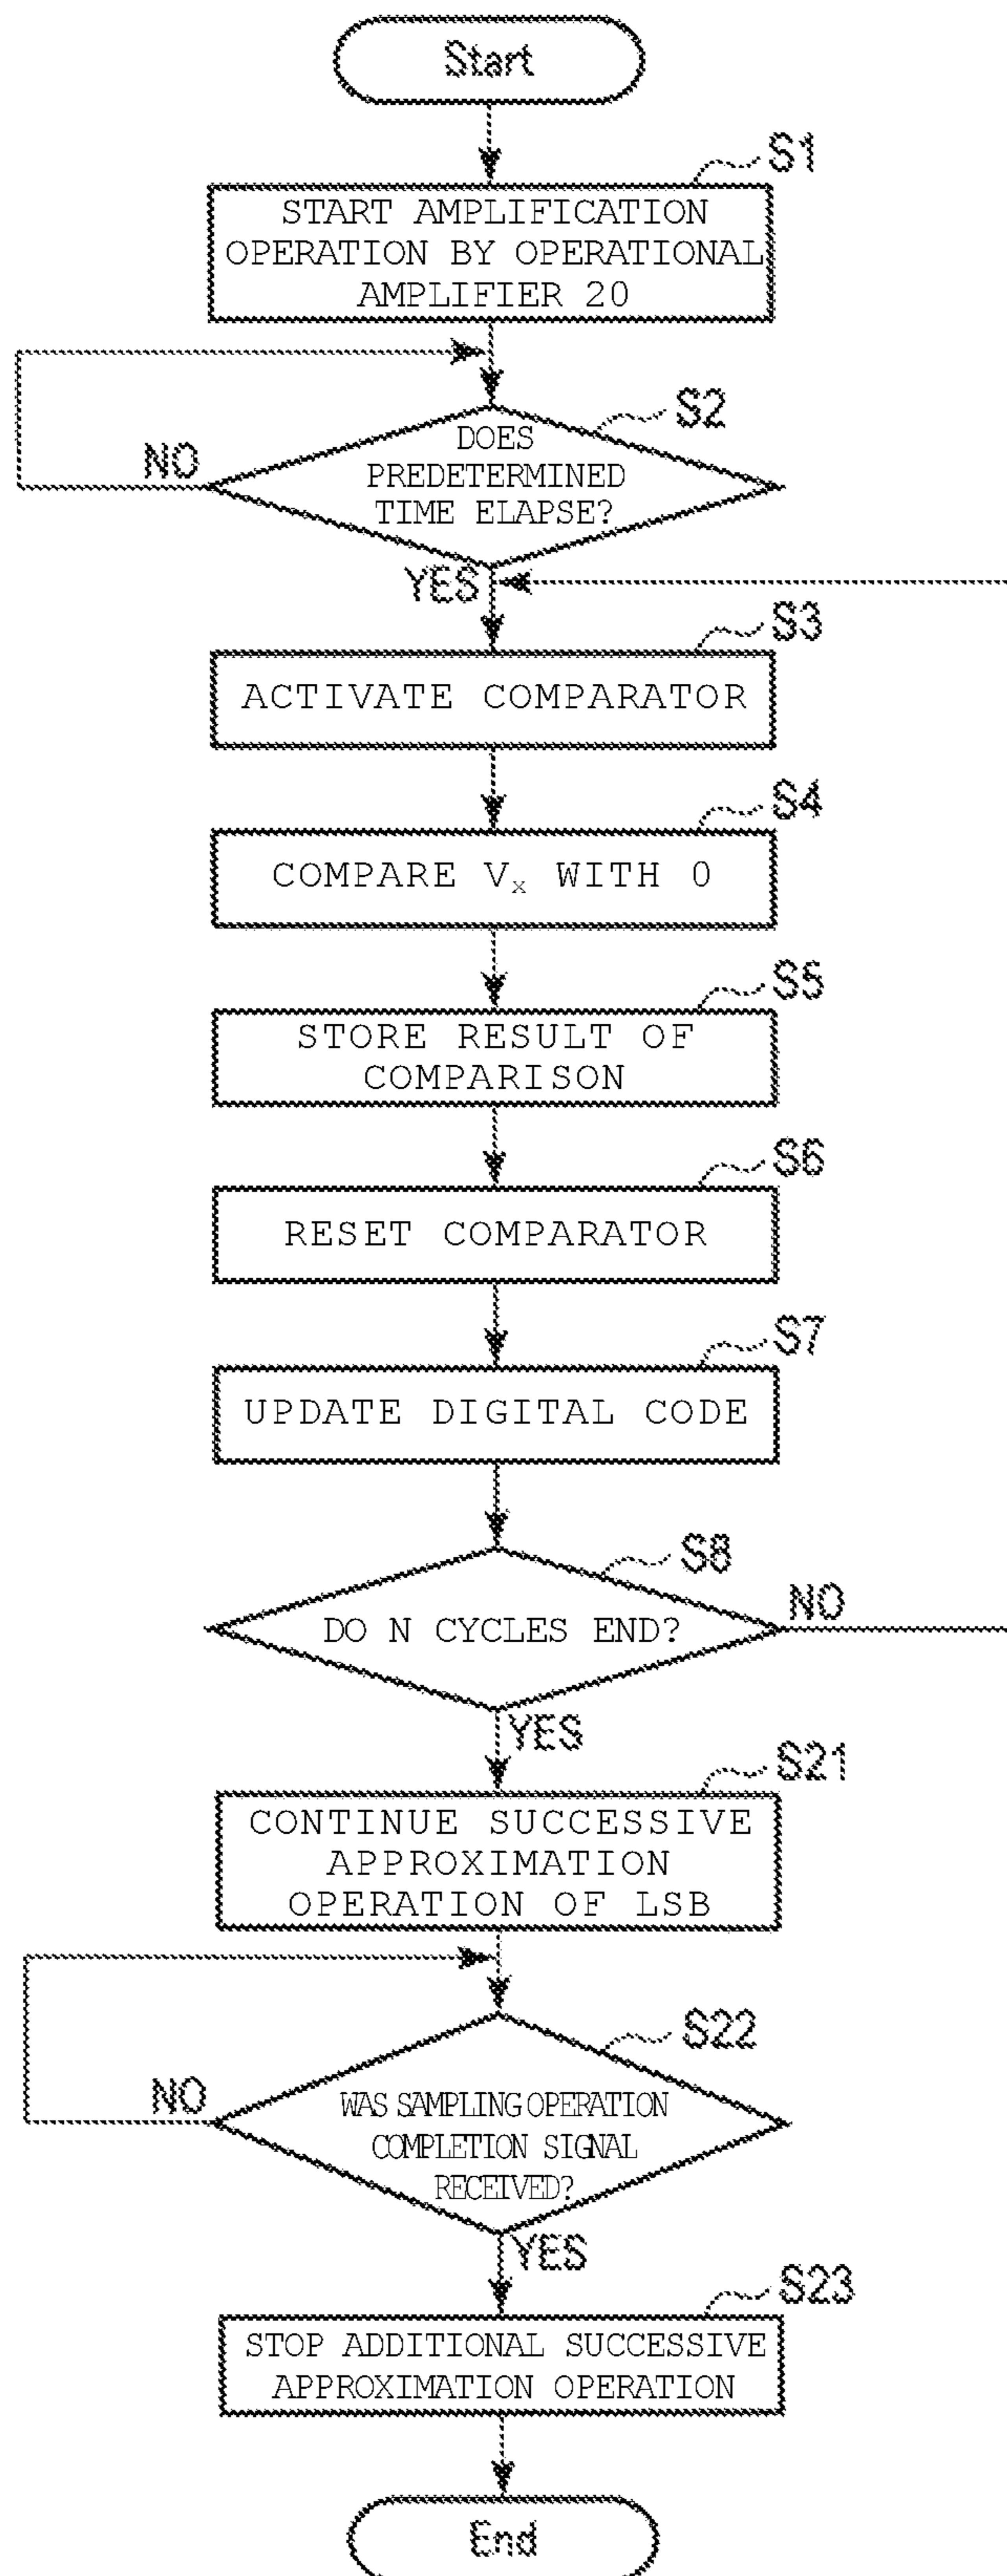 Start
S1
START AMPLIFICATION
OPERATION BY OPERATIONAL
AMPLIFIER 20
S2
DOES
PREDETERMINED
TIME ELAPSE?
NO
YES
S3
ACTIVATE COMPARATOR
S4
COMPARE Vx WITH 0
S5
STORE RESULT OF
COMPARISON
S6
RESET COMPARATOR
S7
UPDATE DIGITAL CODE
S8
DO N CYCLES END?
NO
YES
S21
CONTINUE SUCCESSIVE
APPROXIMATION
OPERATION OF LSB
S22
WAS SAMPLING OPERATION
COMPLETION SIGNAL
RECEIVED?
NO
YES
S23
STOP ADDITIONAL SUCCESSIVE
APPROXIMATION OPERATION
End